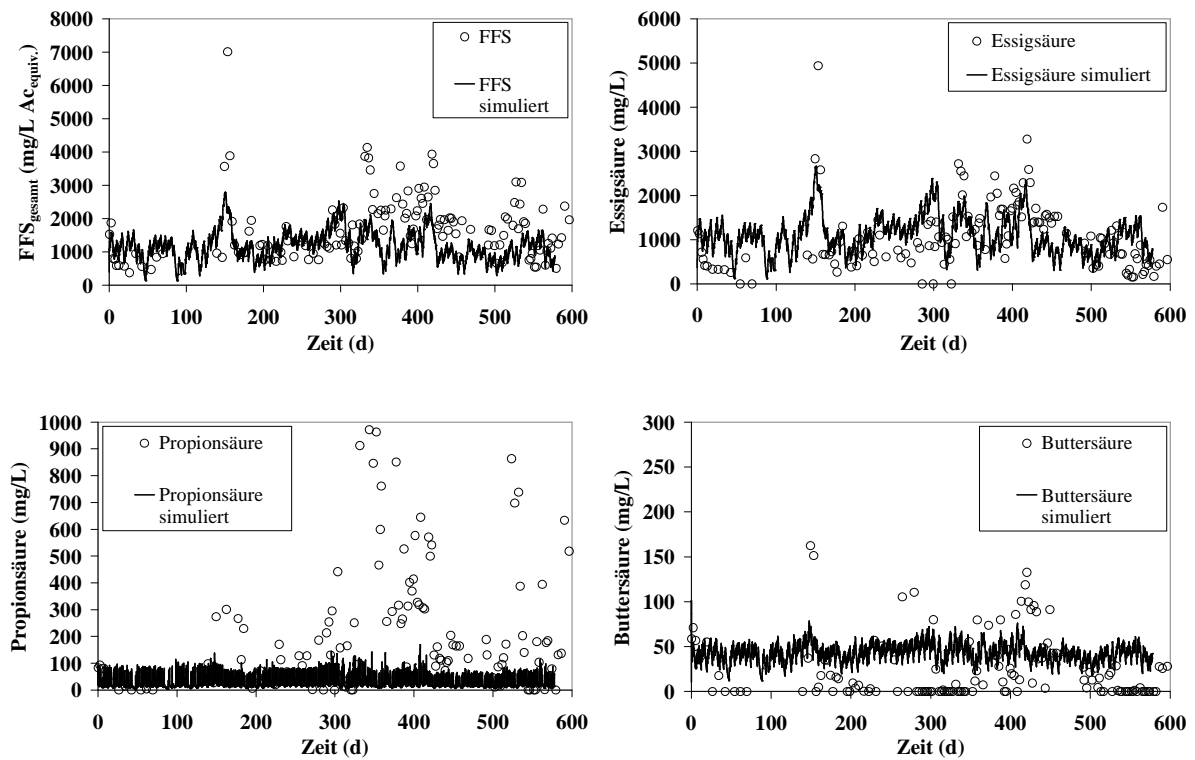 8000
7000
6000
5000
4000
3000
2000
1000
0
FFSgesamt (mg/L Acequiv.)
FFS
FFS
simuliert
0 100 200 300 400 500 600
Zeit (d)
6000
5000
4000
3000
2000
1000
0
Essigsäure (mg/L)
Essigsäure
Essigsäure simuliert
0 100 200 300 400 500 600
Zeit (d)
1000
900
800
700
600
500
400
300
200
100
0
Propionsäure (mg/L)
Propionsäure
Propionsäure
simuliert
0 100 200 300 400 500 600
Zeit (d)
300
250
200
150
100
50
0
Buttersäure (mg/L)
Buttersäure
Buttersäure
simuliert
0 100 200 300 400 500 600
Zeit (d)